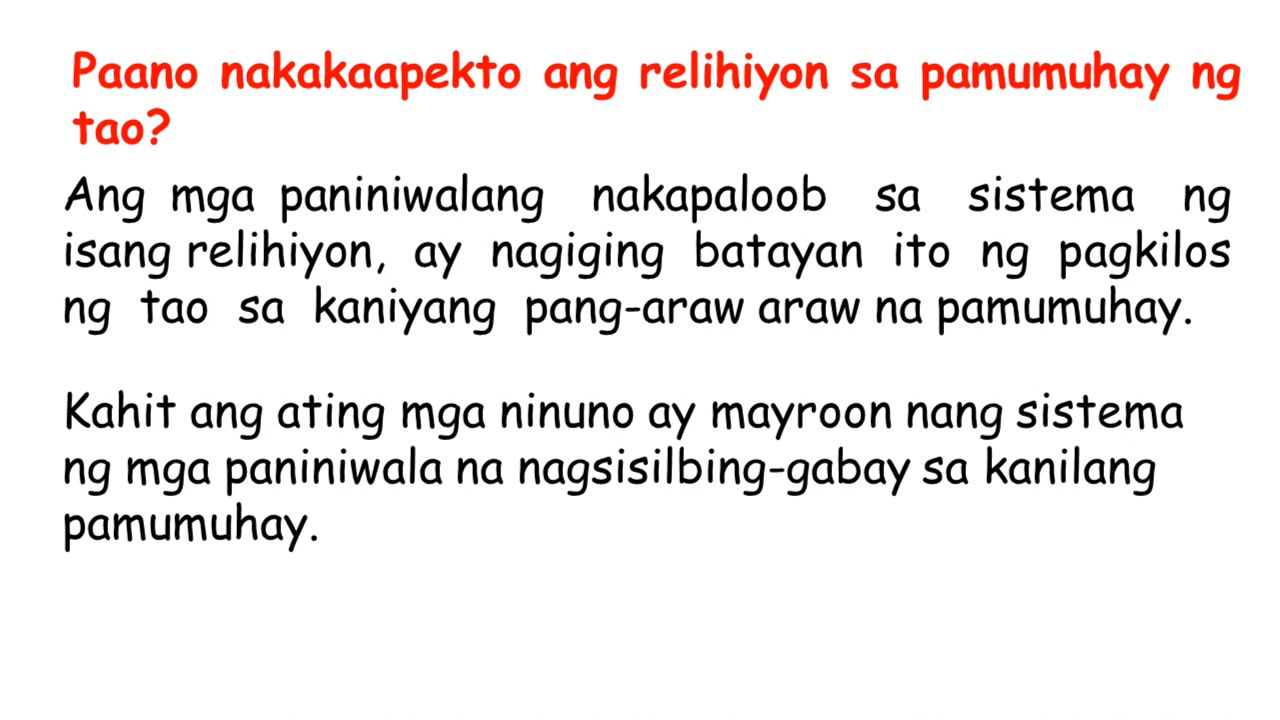 Paano nakakaapekto ang relihiyon sa pamumuhay ng
tao?
Ang mga paniniwalang nakapaloob sa sistema ng
isang relihiyon, ay nagiging batayan ito ng pagkilos
ng tao sa kaniyang pang-araw araw na pamumuhay.
Kahit ang ating mga ninuno ay mayroon nang sistema
ng mga paniniwala na nagsisilbing-gabay sa kanilang
pamumuhay.